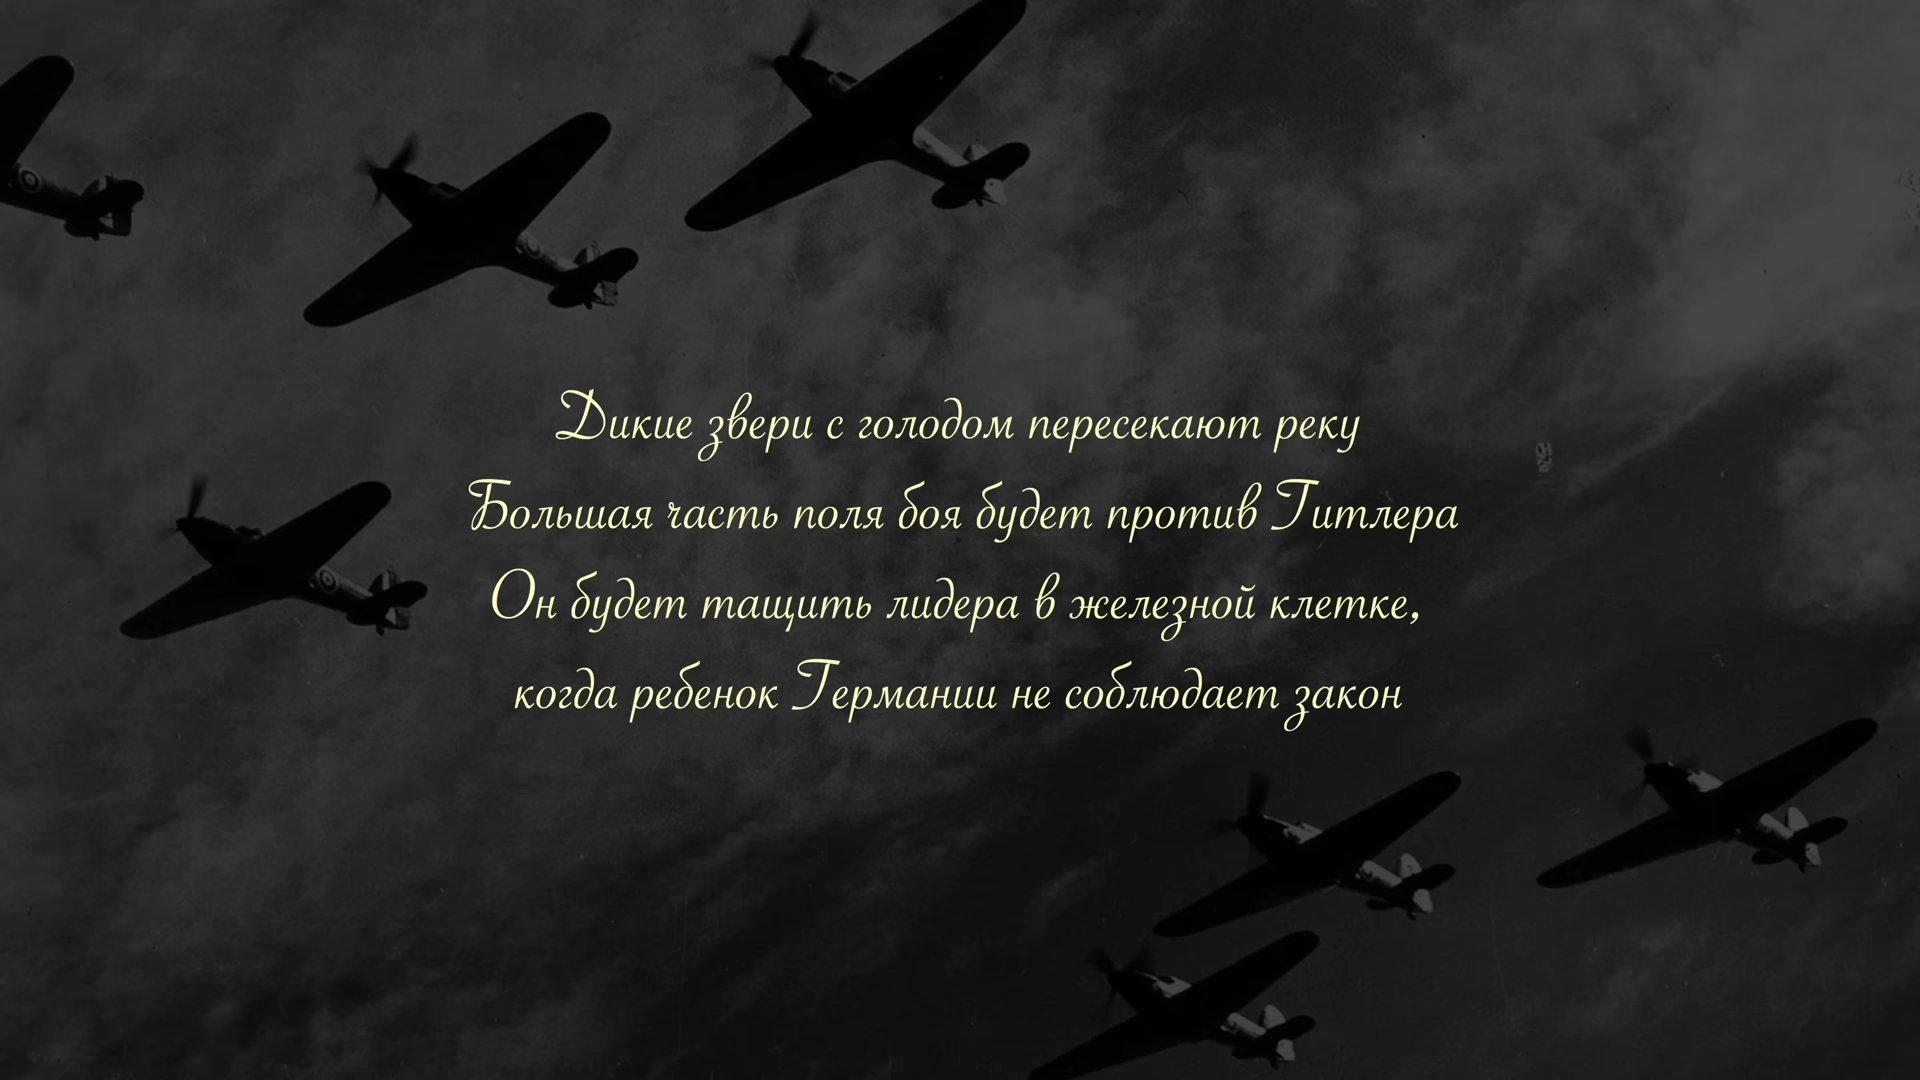 Дикие звери с голодом пересекают реку
Большая часть поля боя будет против Гитлера
Он будет тащить лидера в железной клетке,
когда ребенок Германии не соблюдает закон